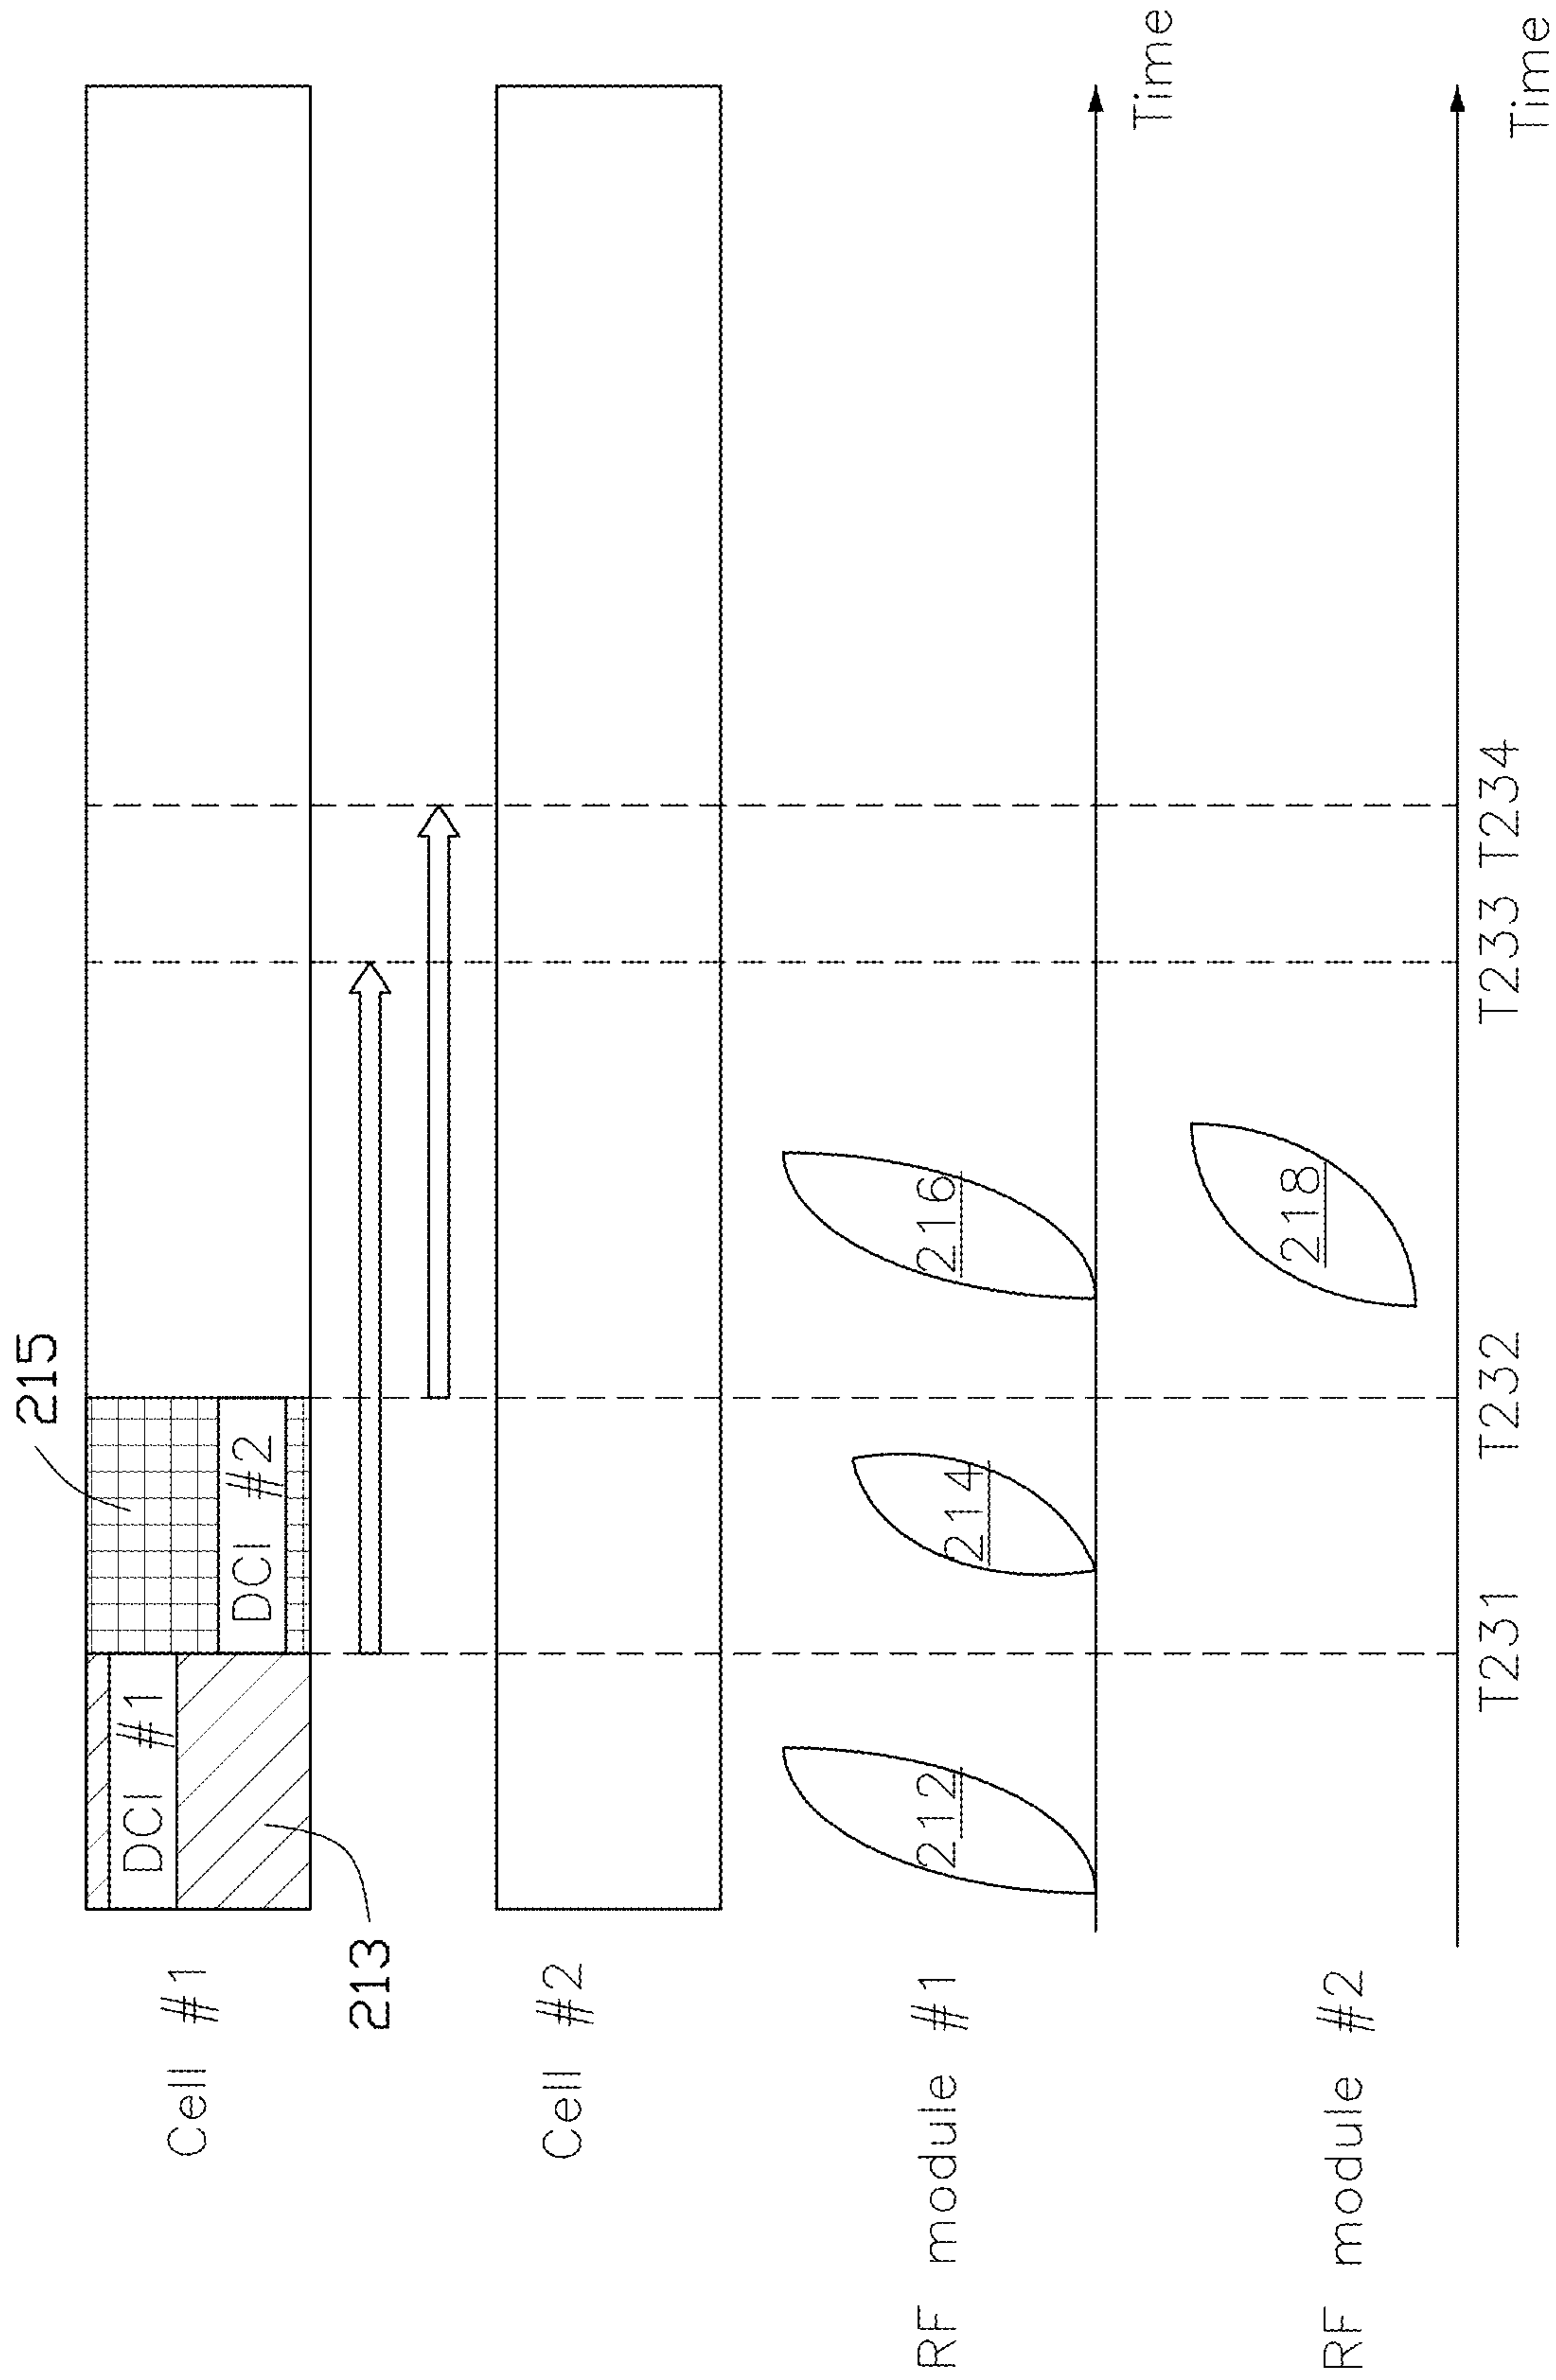 215
Cell #1
DCI #1
DCI #2
213
Cell #2
RF module #1
212
214
216
Time
RF module #2
218
T231
T232
T233
T234
Time